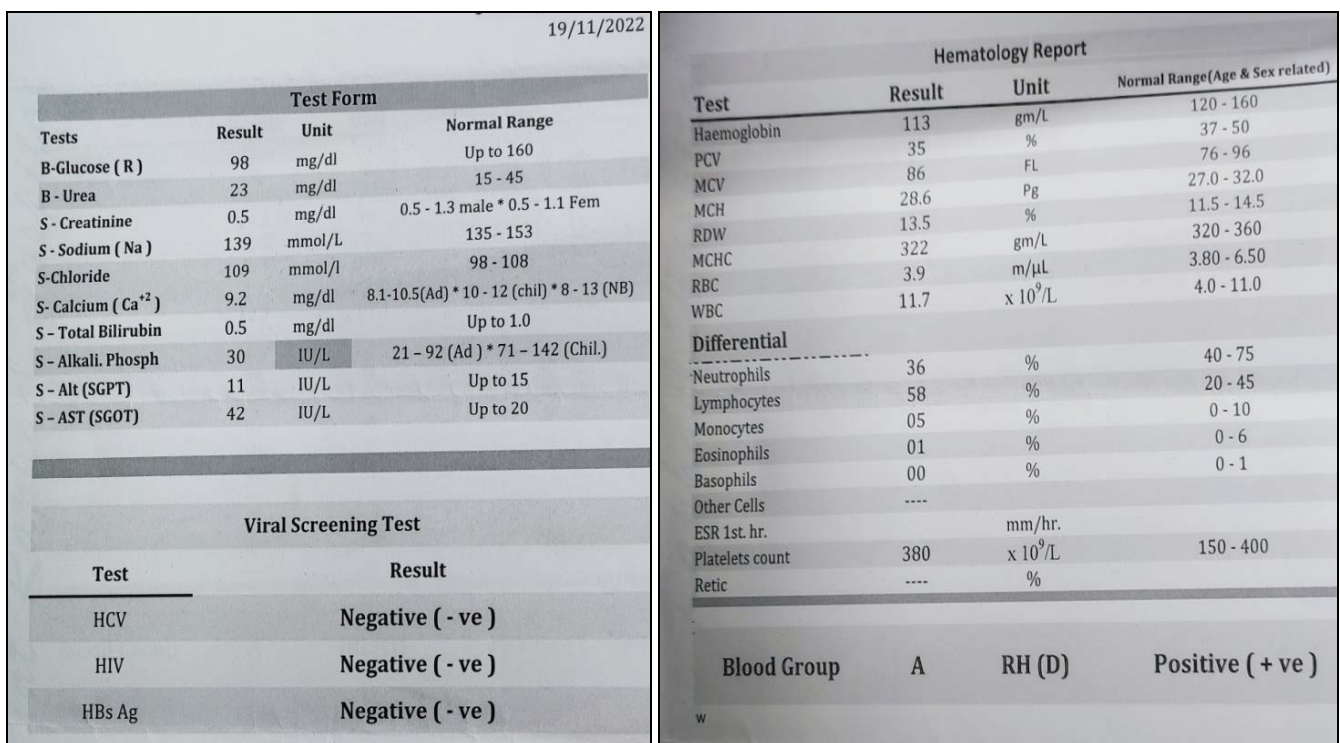 19/11/2022
Test Form
Tests Result Unit Normal Range
B-Glucose ( R ) 98 mg/dl Up to 160
B - Urea 23 mg/dl 15 - 45
S - Creatinine 0.5 mg/dl 0.5 - 1.3 male * 0.5 - 1.1 Fem
S - Sodium ( Na ) 139 mmol/L 135 - 153
S-Chloride 109 mmol/l 98 - 108
S- Calcium ( Ca+2 ) 9.2 mg/dl 8.1-10.5(Ad) * 10 - 12 (chil) * 8 - 13 (NB)
S – Total Bilirubin 0.5 mg/dl Up to 1.0
S – Alkali. Phosph 30 IU/L 21 – 92 (Ad ) * 71 – 142 (Chil.)
S – Alt (SGPT) 11 IU/L Up to 15
S – AST (SGOT) 42 IU/L Up to 20
Viral Screening Test
Test Result
HCV Negative ( - ve )
HIV Negative ( - ve )
HBs Ag Negative ( - ve )
Hematology Report
Test Result Unit Normal Range(Age & Sex related)
Haemoglobin 113 gm/L 120 - 160
PCV 35 % 37 - 50
MCV 86 FL 76 - 96
MCH 28.6 Pg 27.0 - 32.0
RDW 13.5 % 11.5 - 14.5
MCHC 322 gm/L 320 - 360
RBC 3.9 m/µL 3.80 - 6.50
WBC 11.7 x 10⁹/L 4.0 - 11.0
Differential
Neutrophils 36 % 40 - 75
Lymphocytes 58 % 20 - 45
Monocytes 05 % 0 - 10
Eosinophils 01 % 0 - 6
Basophils 00 % 0 - 1
Other Cells ----
ESR 1st. hr. mm/hr.
Platelets count 380 x 10⁹/L 150 - 400
Retic ---- %
Blood Group A RH (D) Positive ( + ve )
W